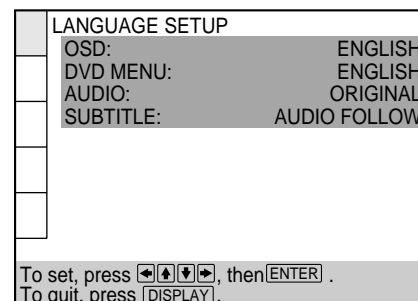 LANGUAGE SETUP
OSD: ENGLISH
DVD MENU: ENGLISH
AUDIO: ORIGINAL
SUBTITLE: AUDIO FOLLOW
To set, press ←↑↓→, then ENTER .
To quit, press DISPLAY.